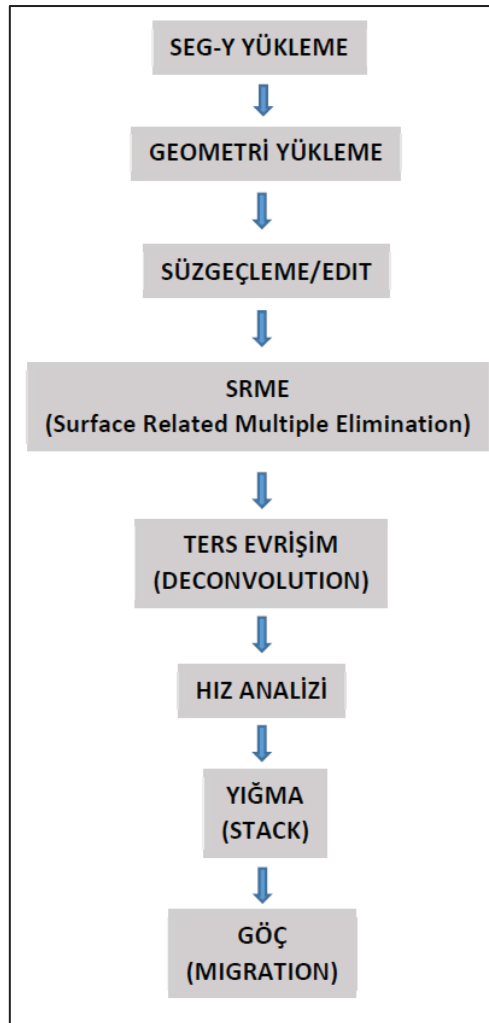 SEG-Y YÜKLEME
GEOMETRİ YÜKLEME
SÜZGEÇLEME/EDIT
SRME
(Surface Related Multiple Elimination)
TERS EVRİŞİM
(DECONVOLUTION)
HIZ ANALİZİ
YIĞMA
(STACK)
GÖÇ
(MIGRATION)